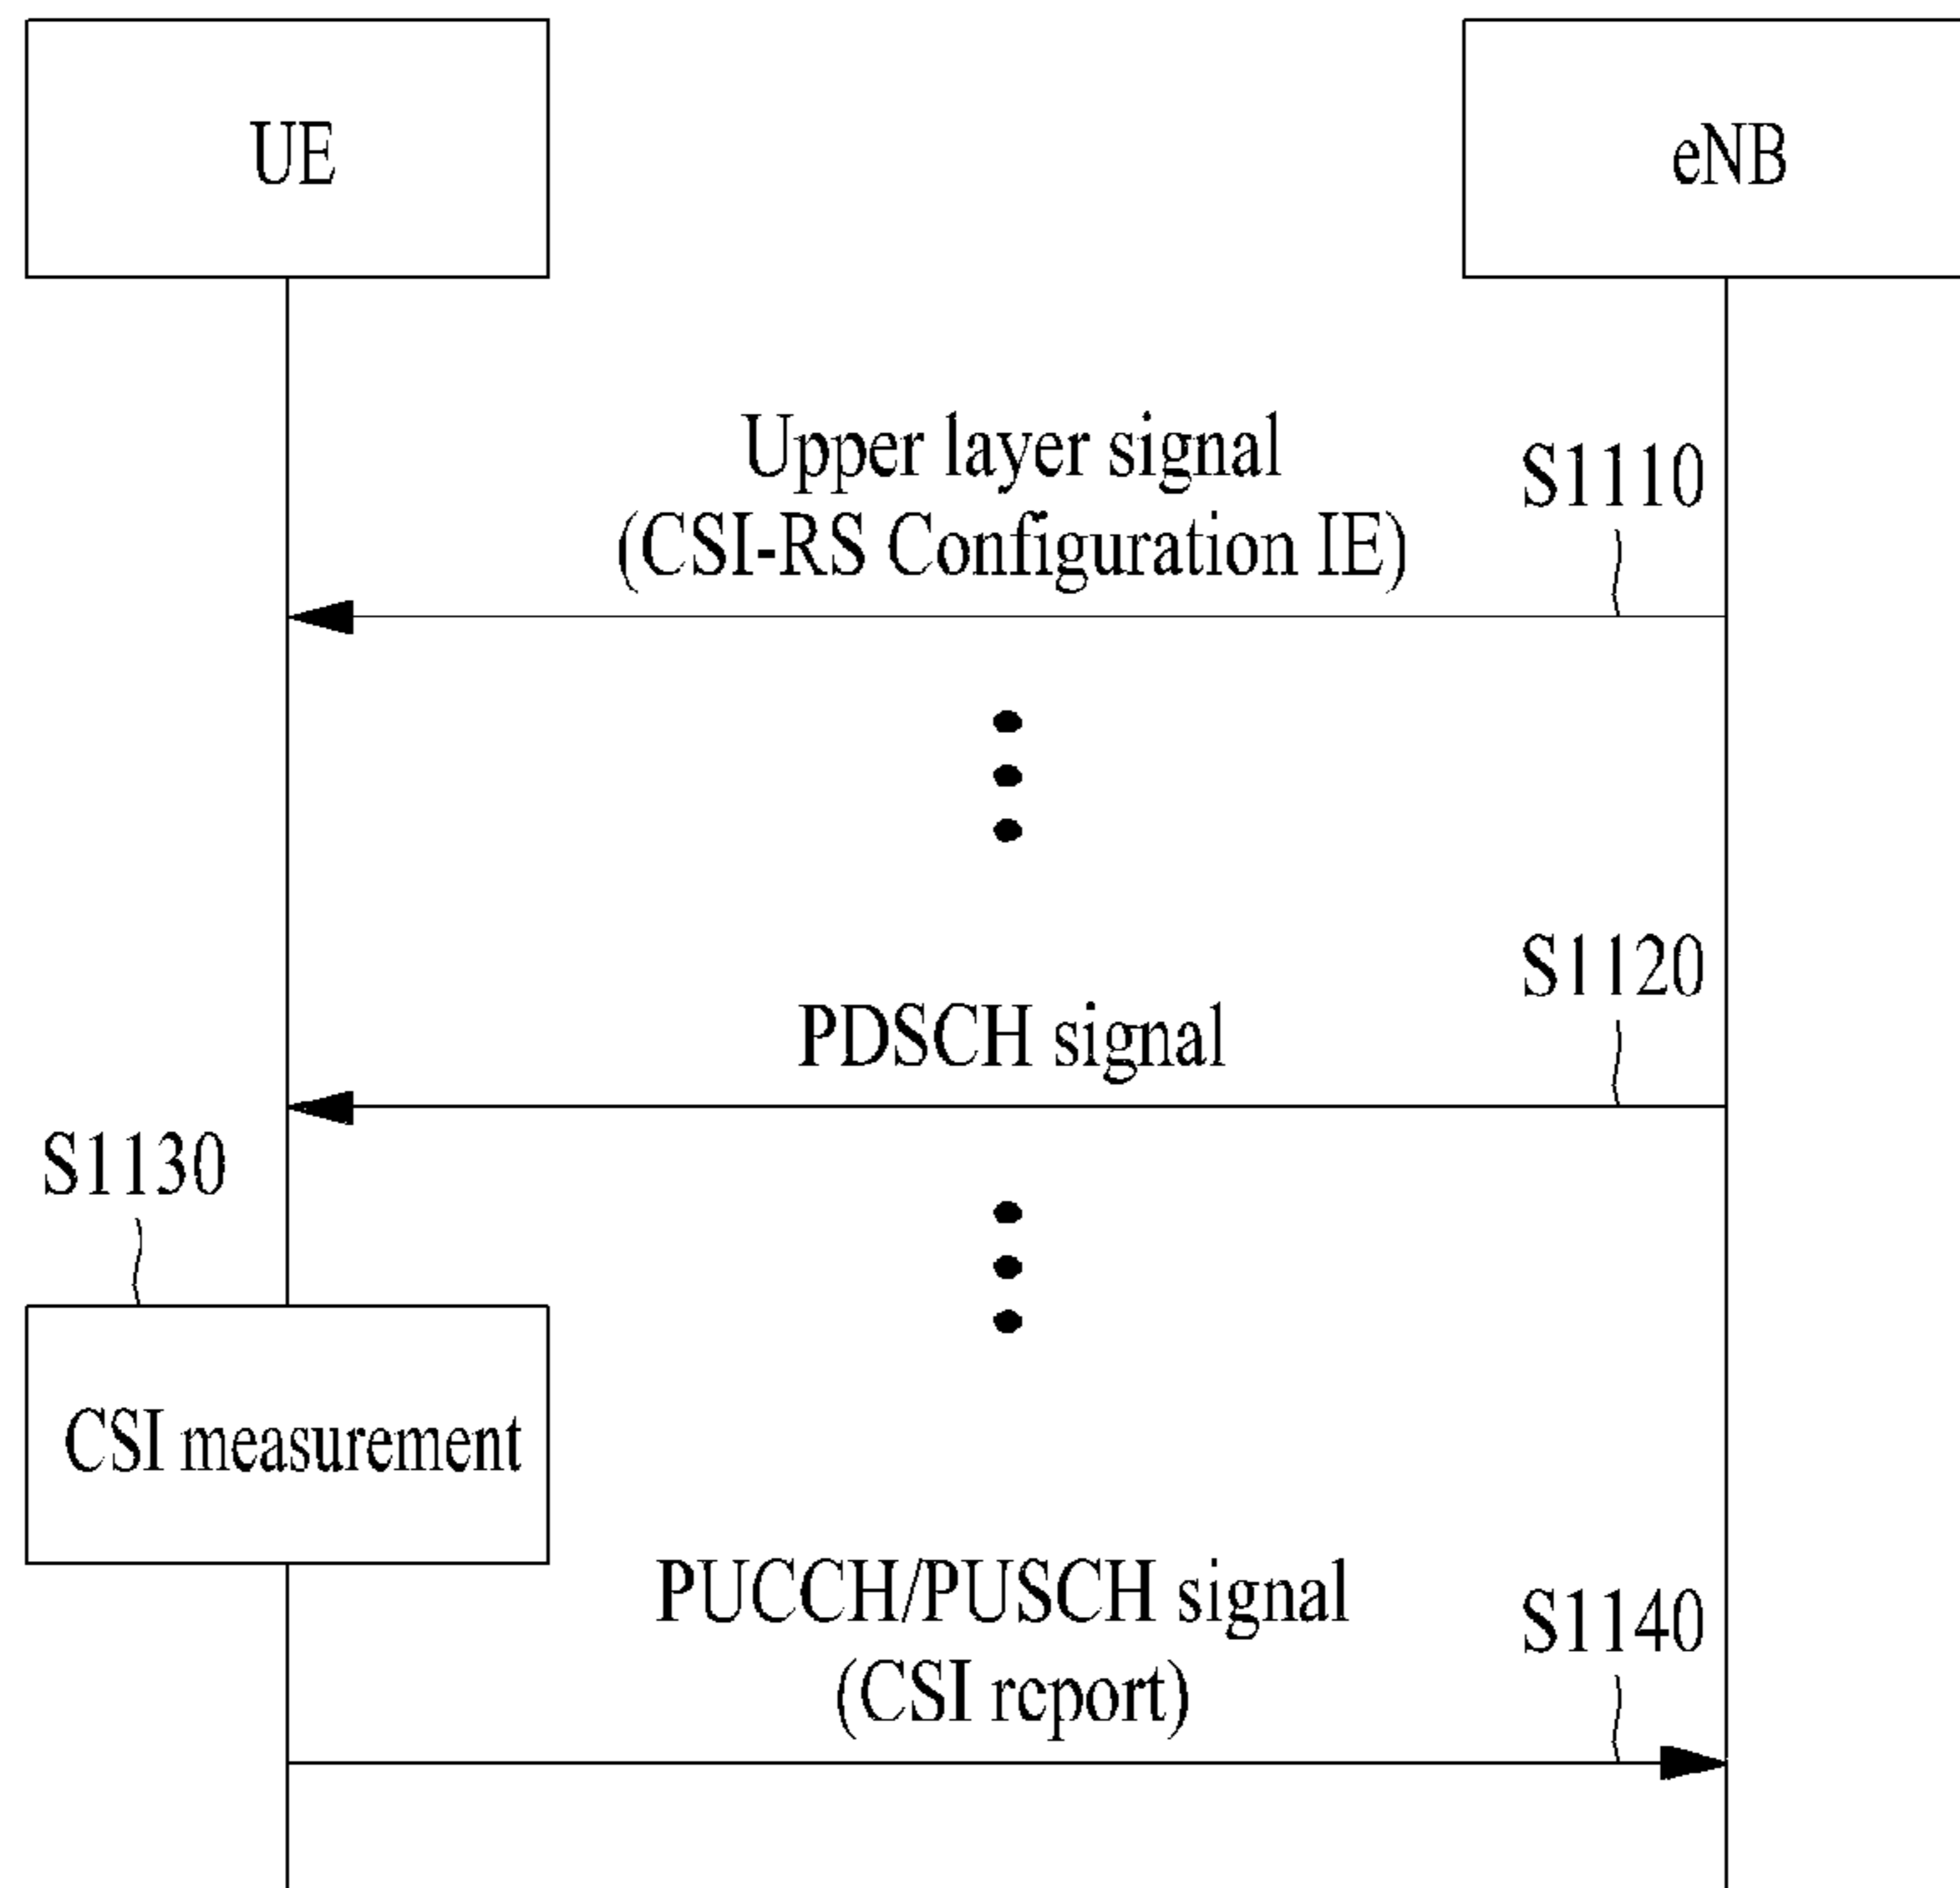 UE
eNB
Upper layer signal
(CSI-RS Configuration IE)
S1110
S1120
PDSCH signal
S1130
CSI measurement
PUCCH/PUSCH signal
(CSI report)
S1140